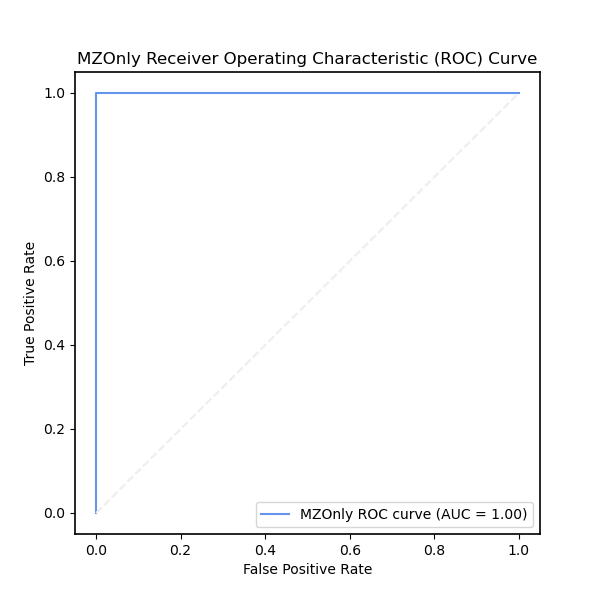 MZOnly Receiver Operating Characteristic (ROC) Curve
True Positive Rate
1.0
0.8
0.6
0.4
0.2
0.0
MZOnly ROC curve (AUC = 1.00)
0.0 0.2 0.4 0.6 0.8 1.0
False Positive Rate